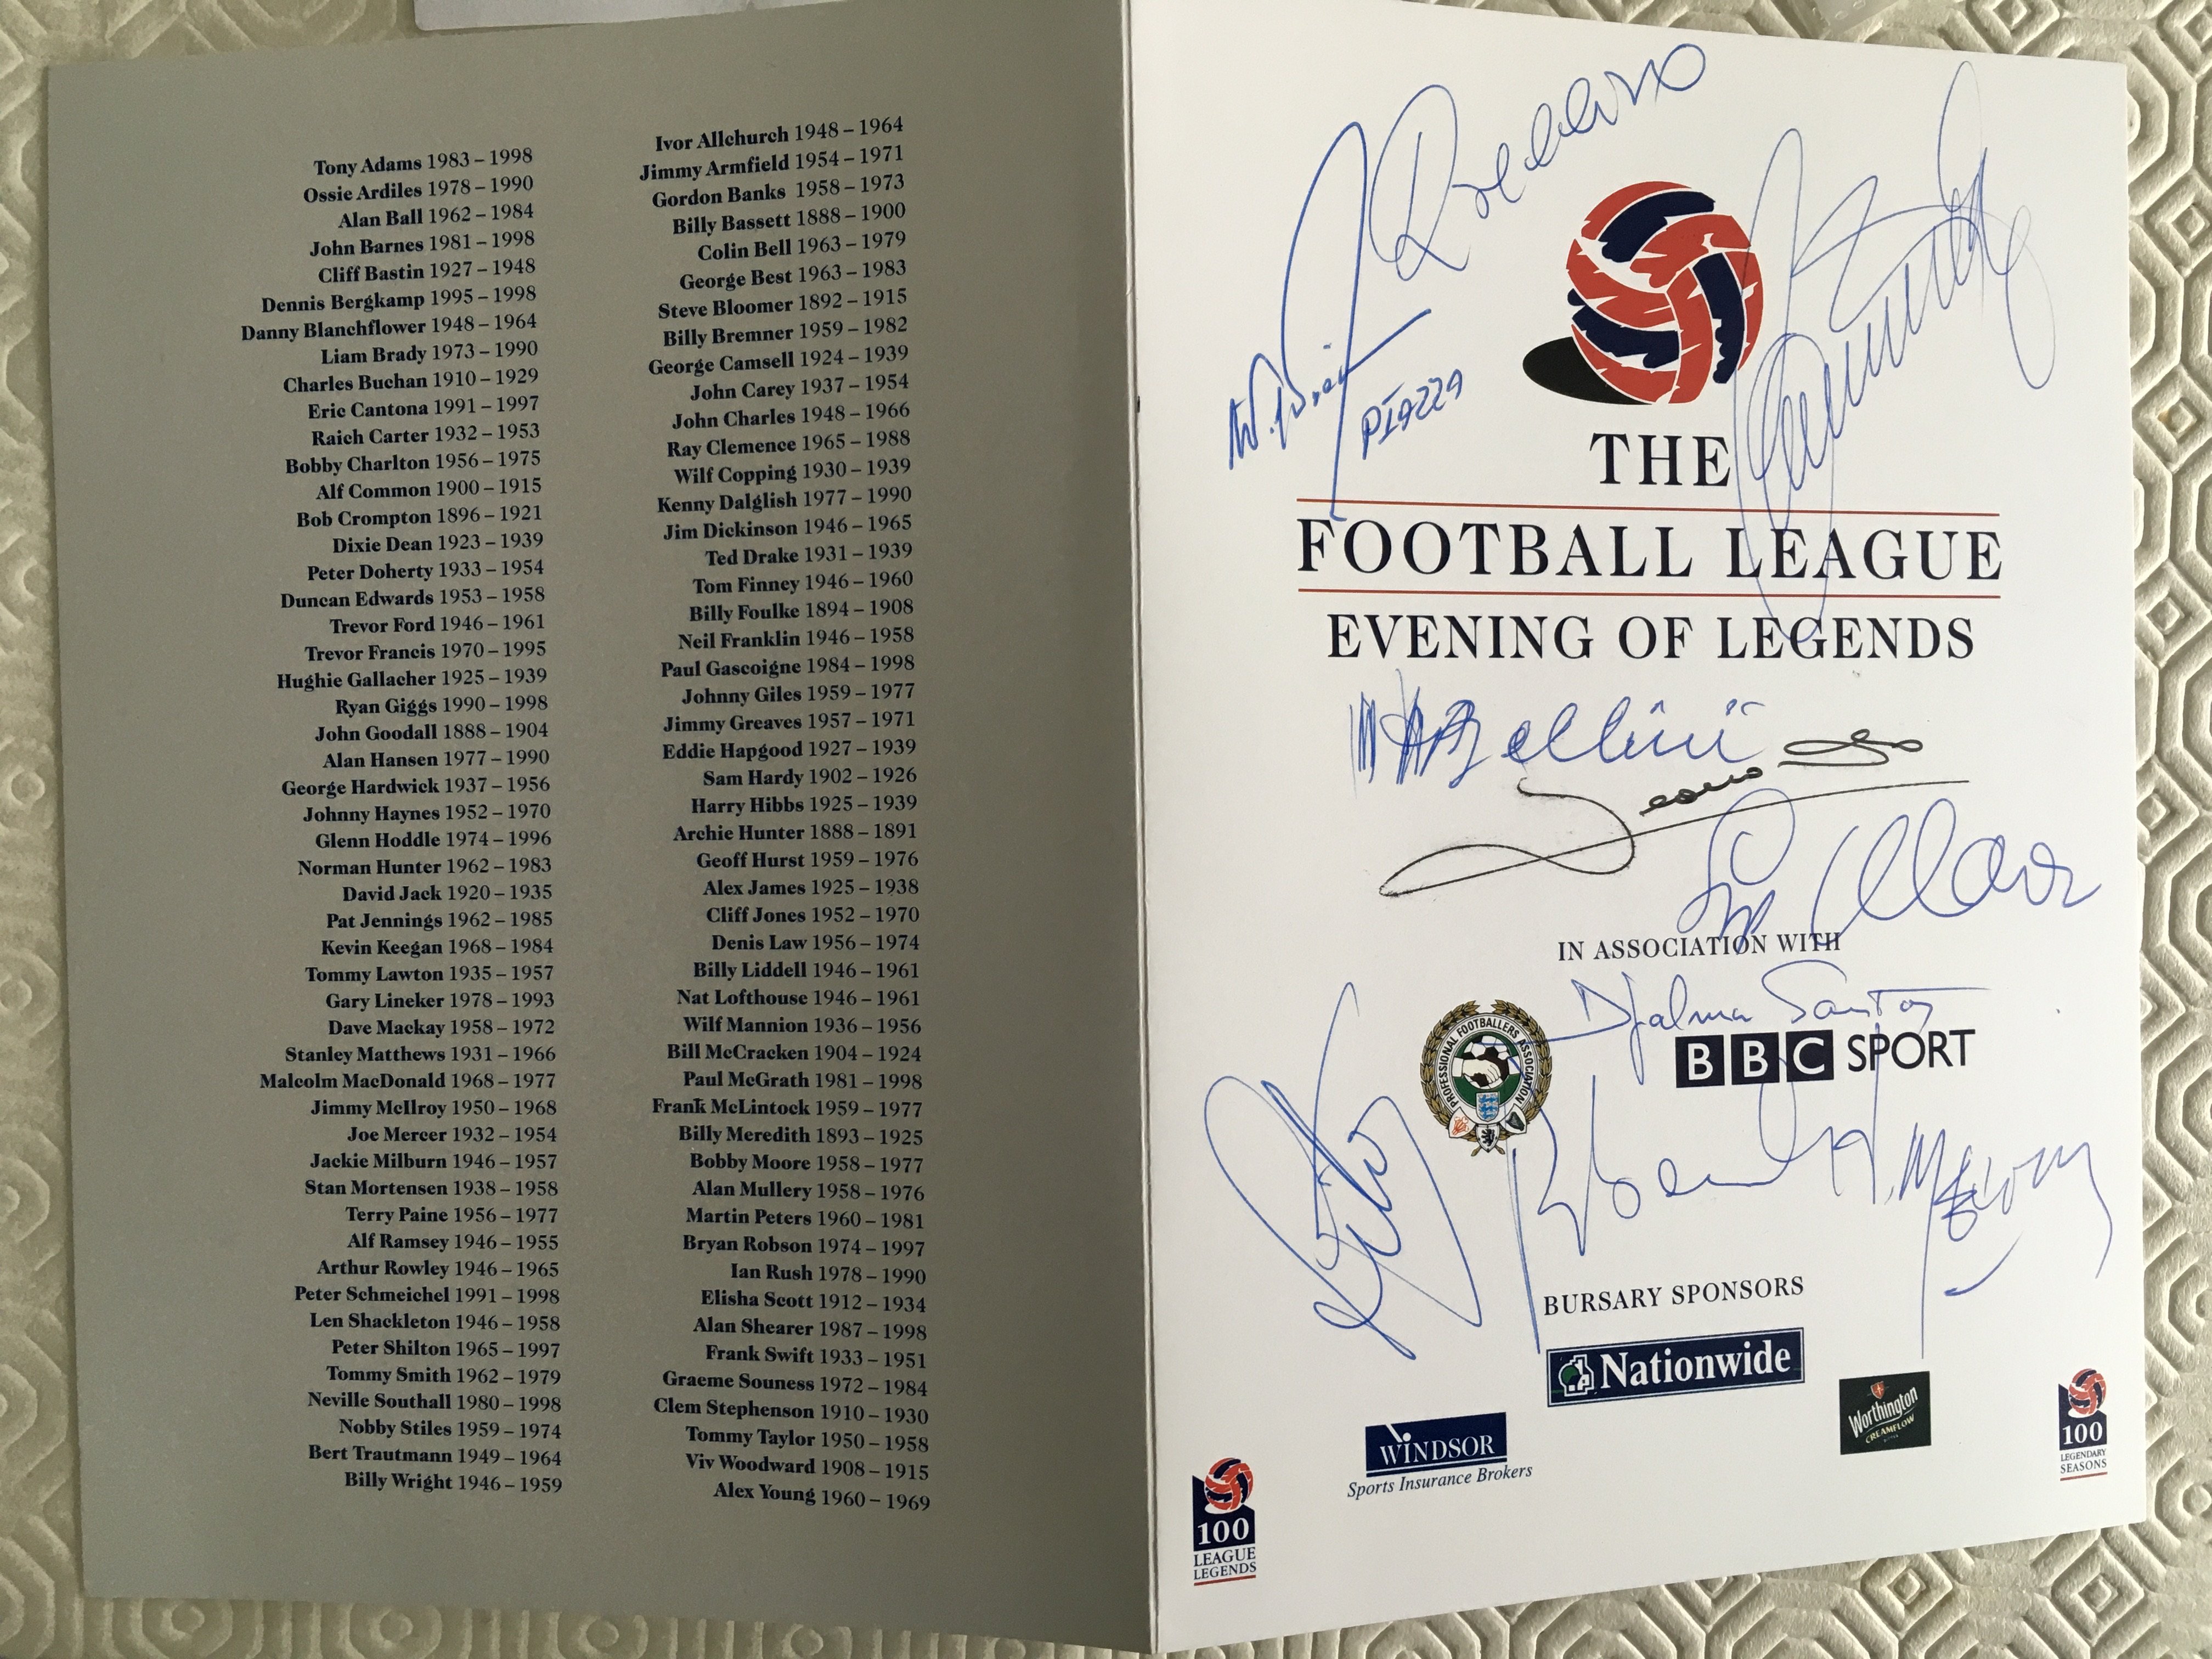 Tony Adams 1983 – 1998
Ossie Ardiles 1978 – 1990
Alan Ball 1962 – 1984
John Barnes 1981 – 1998
Cliff Bastin 1927 – 1948
Dennis Bergkamp 1995 – 1998
Danny Blanchflower 1948 – 1964
Liam Brady 1973 – 1990
Charles Buchan 1910 – 1929
Eric Cantona 1991 – 1997
Raich Carter 1932 – 1953
Bobby Charlton 1956 – 1975
Alf Common 1900 – 1915
Bob Crompton 1896 – 1921
Dixie Dean 1923 – 1939
Peter Doherty 1933 – 1954
Duncan Edwards 1953 – 1958
Trevor Ford 1946 – 1961
Trevor Francis 1970 – 1995
Hughie Gallacher 1925 – 1939
Ryan Giggs 1990 – 1998
John Goodall 1888 – 1904
Alan Hansen 1977 – 1990
George Hardwick 1937 – 1956
Johnny Haynes 1952 – 1970
Glenn Hoddle 1974 – 1996
Norman Hunter 1962 – 1983
David Jack 1920 – 1935
Pat Jennings 1962 – 1985
Kevin Keegan 1968 – 1984
Tommy Lawton 1935 – 1957
Gary Lineker 1978 – 1993
Dave Mackay 1958 – 1972
Stanley Matthews 1931 – 1966
Malcolm MacDonald 1968 – 1977
Jimmy McIlroy 1950 – 1968
Joe Mercer 1932 – 1954
Jackie Milburn 1946 – 1957
Stan Mortensen 1938 – 1958
Terry Paine 1956 – 1977
Alf Ramsey 1946 – 1955
Arthur Rowley 1946 – 1965
Peter Schmeichel 1991 – 1998
Len Shackleton 1946 – 1958
Peter Shilton 1965 – 1997
Tommy Smith 1962 – 1979
Neville Southall 1980 – 1998
Nobby Stiles 1959 – 1974
Bert Trautmann 1949 – 1964
Billy Wright 1946 – 1959
Ivor Allchurch 1948 – 1964
Jimmy Armfield 1954 – 1971
Gordon Banks 1958 – 1973
Billy Bassett 1888 – 1900
Colin Bell 1963 – 1979
George Best 1963 – 1983
Steve Bloomer 1892 – 1915
Billy Bremner 1959 – 1982
George Camsell 1924 – 1939
John Carey 1937 – 1954
John Charles 1948 – 1966
Ray Clemence 1965 – 1988
Wilf Copping 1930 – 1939
Kenny Dalglish 1977 – 1990
Jim Dickinson 1946 – 1965
Ted Drake 1931 – 1939
Tom Finney 1946 – 1960
Billy Foulke 1894 – 1908
Neil Franklin 1946 – 1958
Paul Gascoigne 1984 – 1998
Johnny Giles 1959 – 1977
Jimmy Greaves 1957 – 1971
Eddie Hapgood 1927 – 1939
Sam Hardy 1902 – 1926
Harry Hibbs 1925 – 1939
Archie Hunter 1888 – 1891
Geoff Hurst 1959 – 1976
Alex James 1925 – 1938
Cliff Jones 1952 – 1970
Denis Law 1956 – 1974
Billy Liddell 1946 – 1961
Nat Lofthouse 1946 – 1961
Wilf Mannion 1936 – 1956
Bill McCracken 1904 – 1924
Paul McGrath 1981 – 1998
Frank McLintock 1959 – 1977
Billy Meredith 1893 – 1925
Bobby Moore 1958 – 1977
Alan Mullery 1958 – 1976
Martin Peters 1960 – 1981
Bryan Robson 1974 – 1997
Ian Rush 1978 – 1990
Elisha Scott 1912 – 1934
Alan Shearer 1987 – 1998
Frank Swift 1933 – 1951
Graeme Souness 1972 – 1984
Clem Stephenson 1910 – 1930
Tommy Taylor 1950 – 1958
Viv Woodward 1908 – 1915
Alex Young 1960 – 1969
PIAZZA
THE
FOOTBALL LEAGUE
EVENING OF LEGENDS
Bellini
IN ASSOCIATION WITH
Djalma Santos
PROFESSIONAL FOOTBALLERS ASSOCIATION
BBC SPORT
BURSARY SPONSORS
Nationwide
WINDSOR
Sports Insurance Brokers
Worthington
CREAMFLOW
100
LEAGUE
LEGENDS
100
LEGENDARY
SEASONS